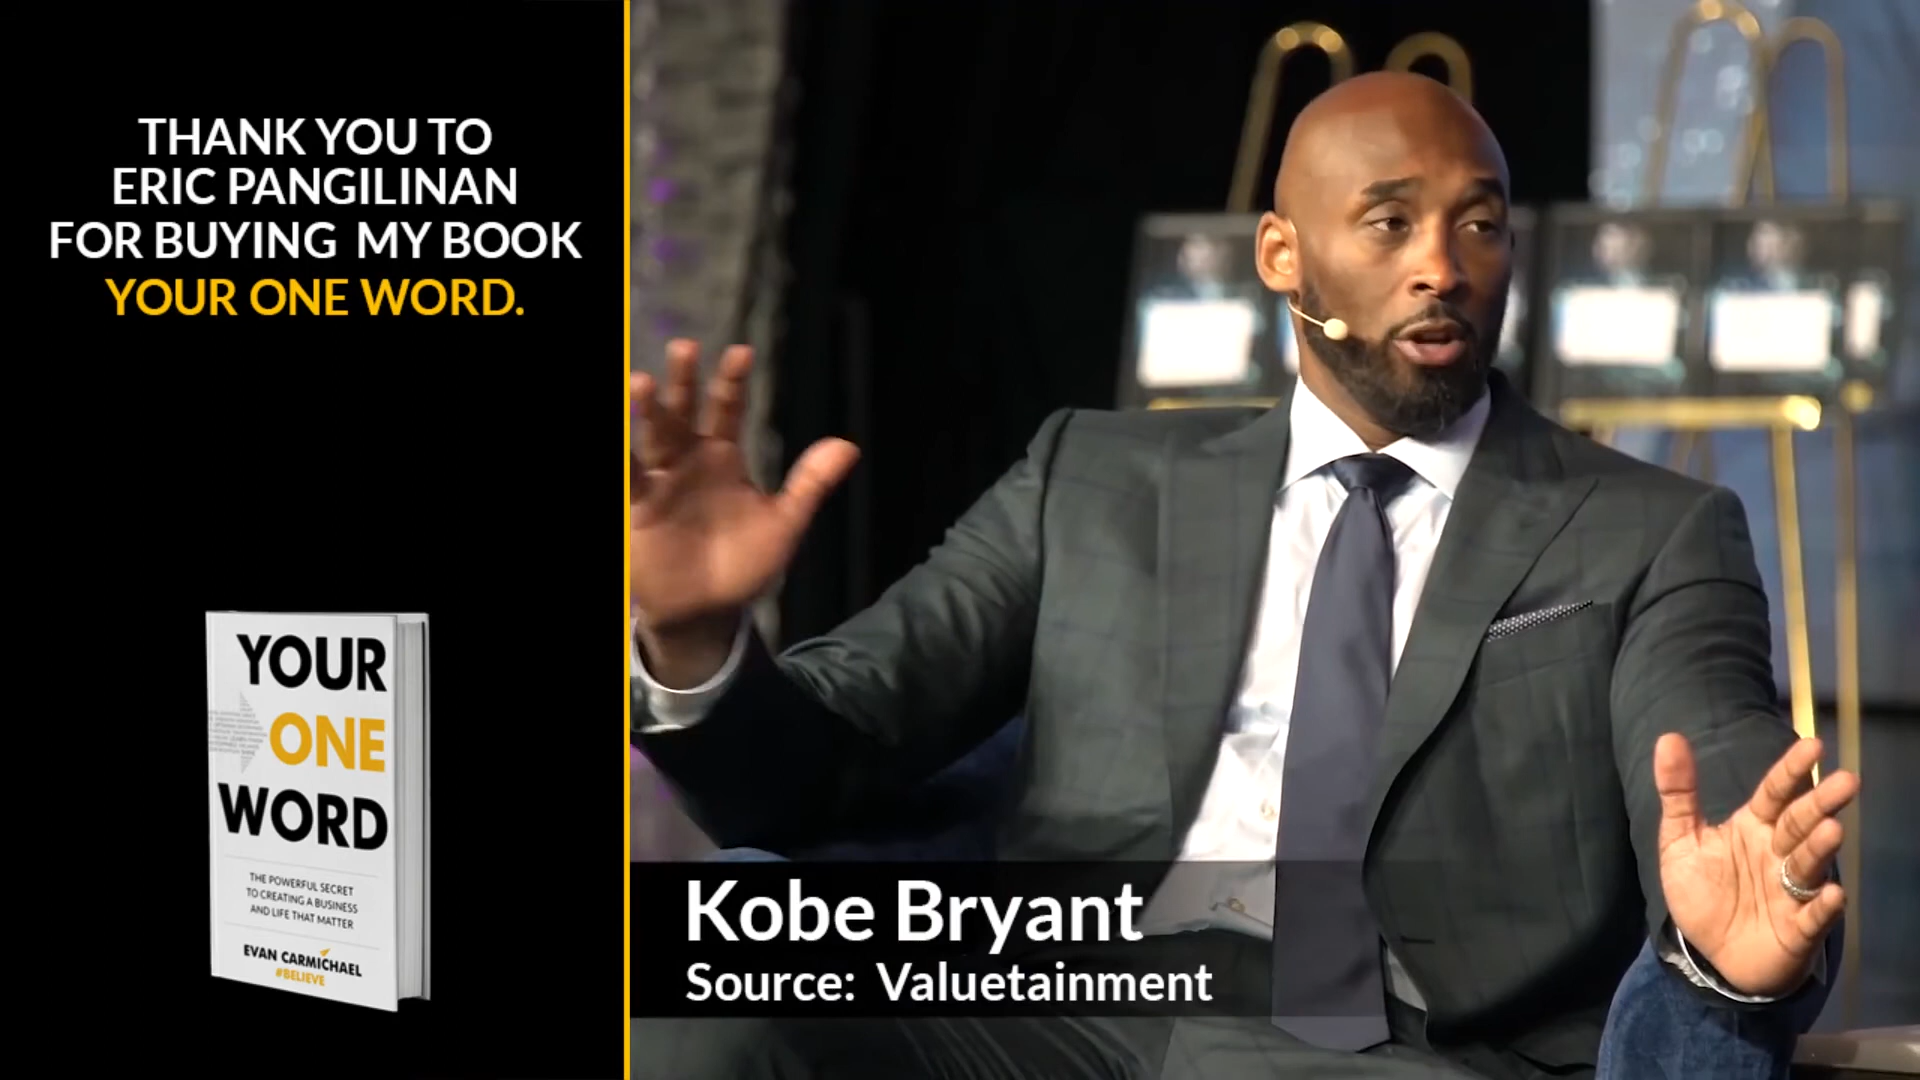 THANK YOU TO
ERIC PANGILINAN
FOR BUYING MY BOOK
YOUR ONE WORD.
YOUR
ONE
WORD
THE POWERFUL SECRET
TO CREATING A BUSINESS
AND LIFE THAT MATTER
EVAN CARMICHAEL
#BELIEVE
Kobe Bryant
Source: Valuetainment